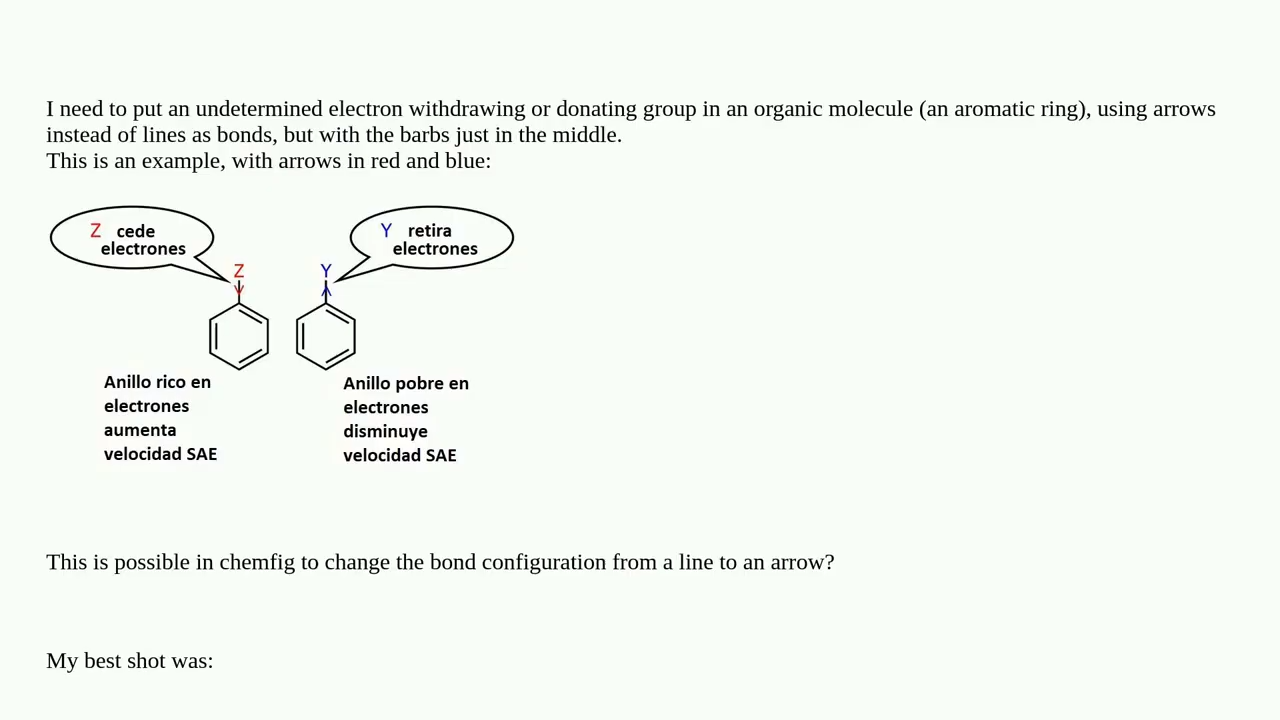 I need to put an undetermined electron withdrawing or donating group in an organic molecule (an aromatic ring), using arrows
instead of lines as bonds, but with the barbs just in the middle.
This is an example, with arrows in red and blue:
Z cede
electrones
Y retira
electrones
Z
Y
Anillo rico en
electrones
aumenta
velocidad SAE
Anillo pobre en
electrones
disminuye
velocidad SAE
This is possible in chemfig to change the bond configuration from a line to an arrow?
My best shot was: